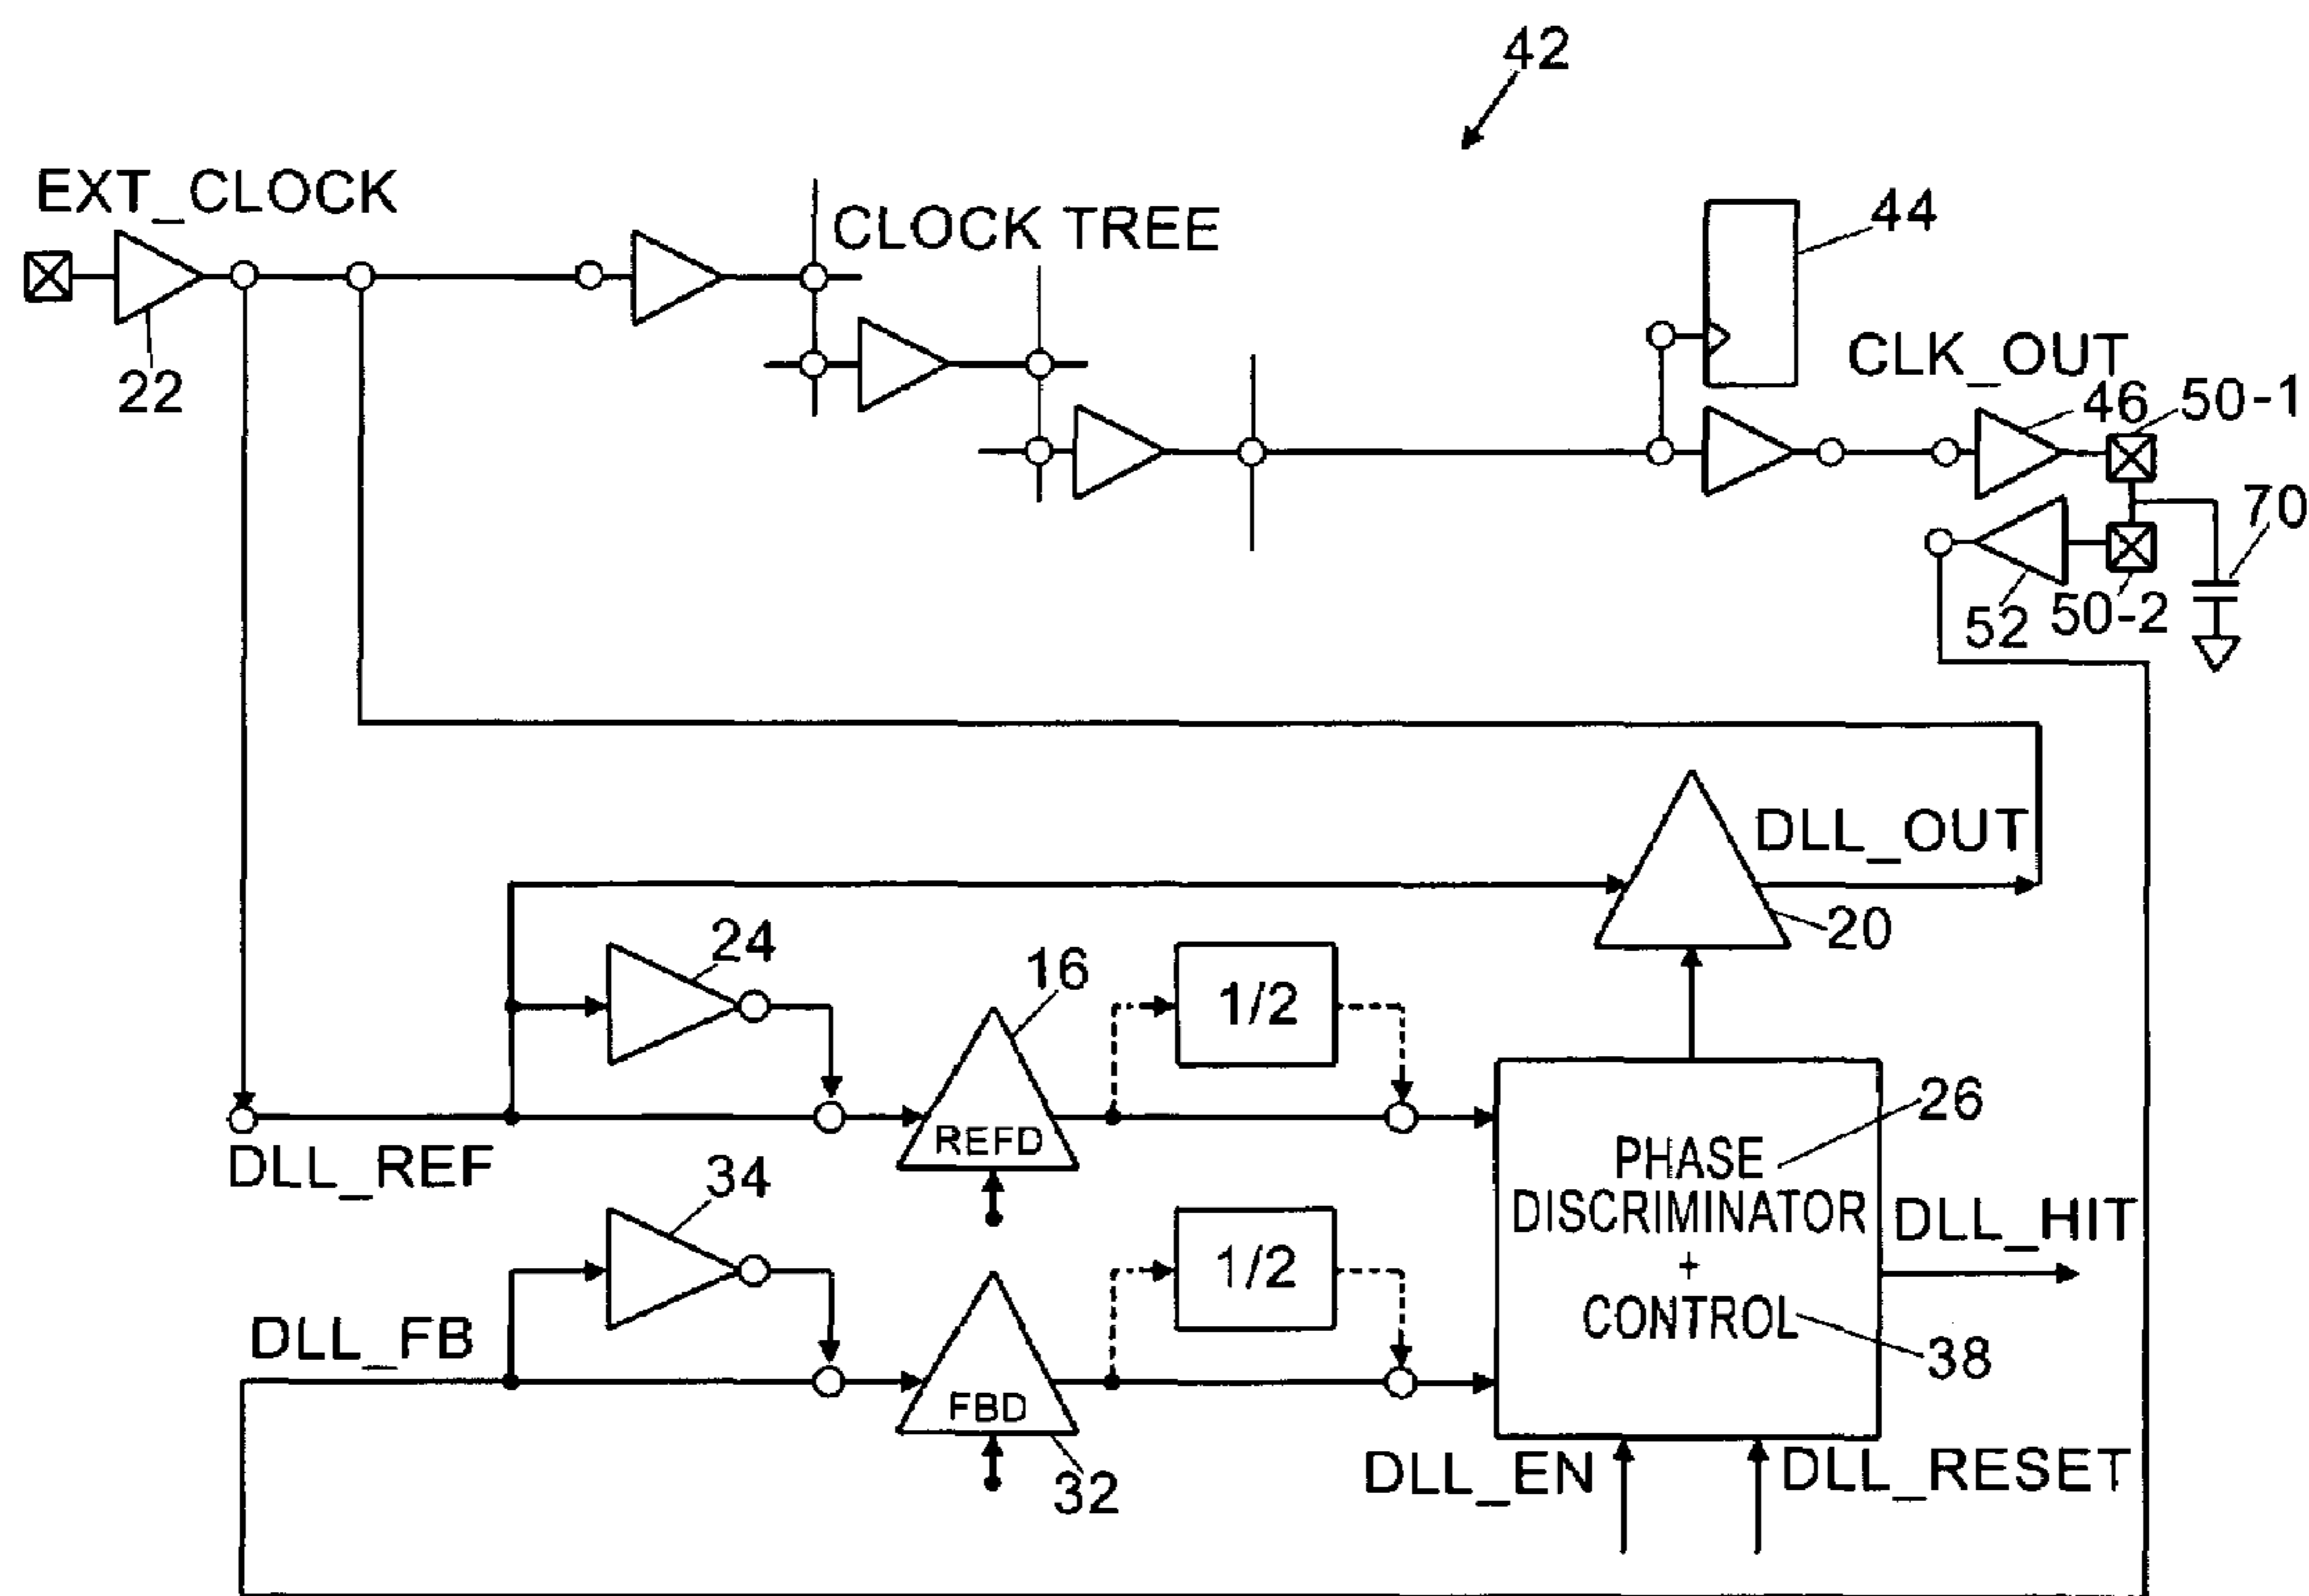 42
EXT_CLOCK
CLOCK TREE
44
22
CLK_OUT
46
50-1
70
52
50-2
DLL_OUT
20
24
16
1/2
REFD
DLL_REF
PHASE
DISCRIMINATOR
+
CONTROL
26
34
1/2
DLL_HIT
DLL_FB
FBD
38
32
DLL_EN
DLL_RESET